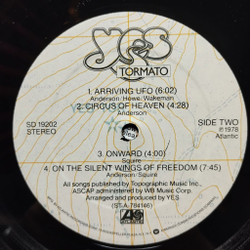 YES
TORMATO
1 ARRIVING UFO (6:02)
Anderson/Howe/Wakeman
2 CIRCUS OF HEAVEN (4:28)
Anderson
SD 19202
STEREO
SIDE TWO
℗ 1978
Atlantic
3 ONWARD (4:00)
Squire
4 ON THE SILENT WINGS OF FREEDOM (7:45)
Anderson/Squire
All songs published by Topographic Music Inc.,
ASCAP administered by WB Music Corp.
Arranged and produced by YES
(ST-A-784166)